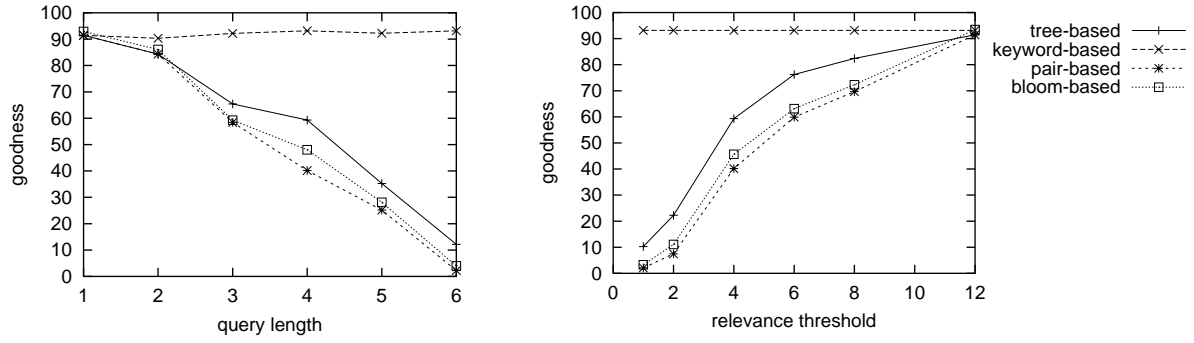 100
90
80
70
60
50
40
30
20
10
0
goodness
1 2 3 4 5 6
query length
100
90
80
70
60
50
40
30
20
10
0
goodness
0 2 4 6 8 10 12
relevance threshold
tree-based
keyword-based
pair-based
bloom-based